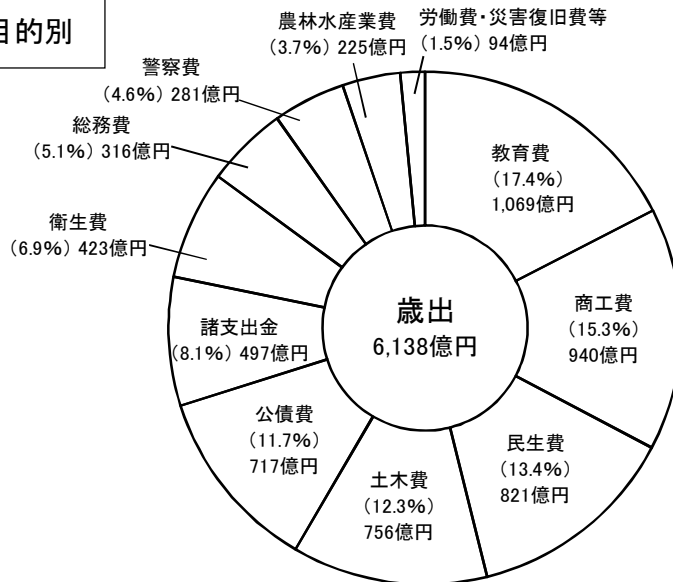 目的別
農林水産業費
(3.7%) 225億円
労働費・災害復旧費等
(1.5%) 94億円
警察費
(4.6%) 281億円
総務費
(5.1%) 316億円
衛生費
(6.9%) 423億円
諸支出金
(8.1%) 497億円
公債費
(11.7%)
717億円
土木費
(12.3%)
756億円
民生費
(13.4%)
821億円
商工費
(15.3%)
940億円
教育費
(17.4%)
1,069億円
歳出
6,138億円